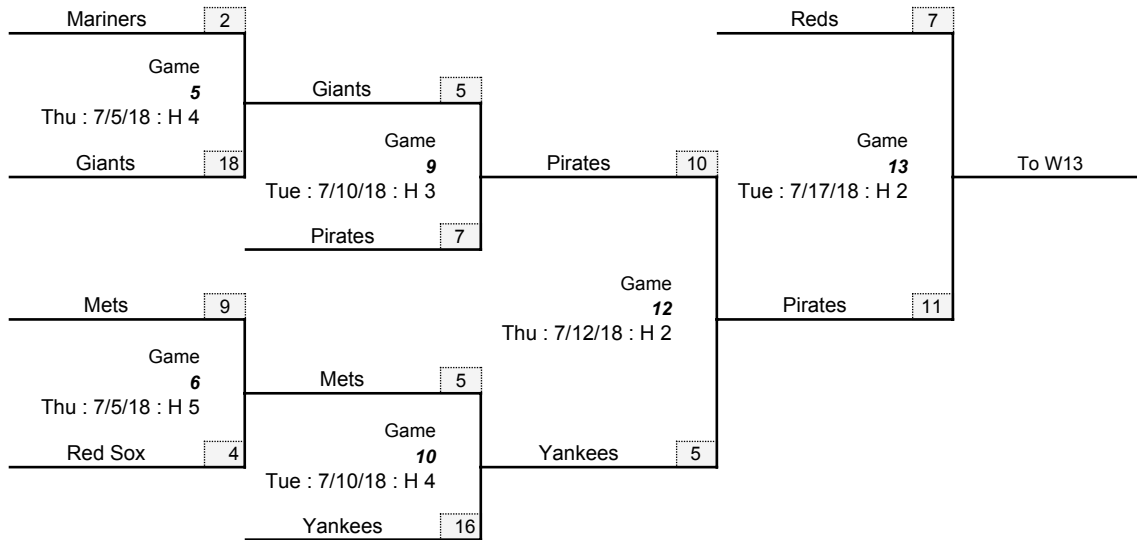 Mariners 2 Reds 7
Game
5 Giants 5
Thu : 7/5/18 : H 4
Game Game
Giants 18 9 Pirates 10 13 To W13
Tue : 7/10/18 : H 3 Tue : 7/17/18 : H 2
Pirates 7
Game
Mets 9 12 Pirates 11
Thu : 7/12/18 : H 2
Game
6 Mets 5
Thu : 7/5/18 : H 5
Game
Red Sox 4 10 Yankees 5
Tue : 7/10/18 : H 4
Yankees 16